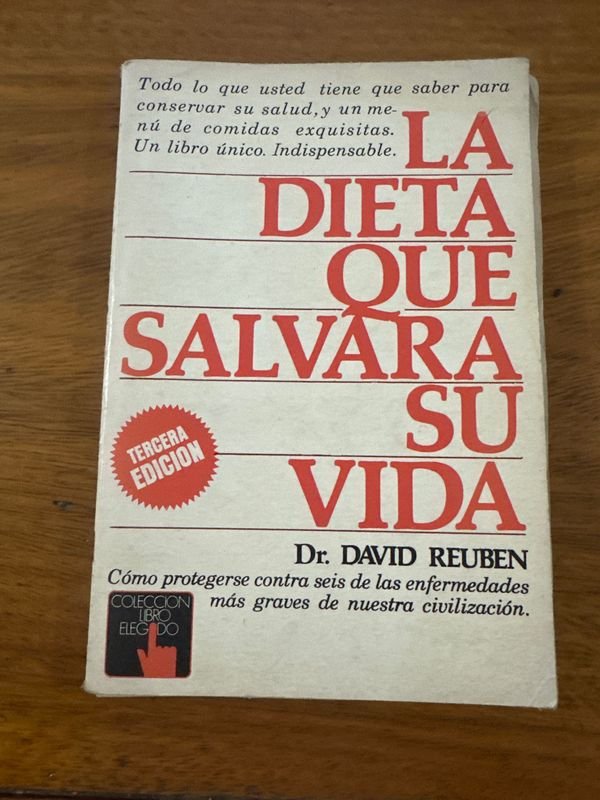 Todo lo que usted tiene que saber para
conservar su salud, y un me-
nú de comidas exquisitas.
Un libro único. Indispensable.
LA
DIETA
QUE
SALVARA
SU
VIDA
TERCERA
EDICION
Dr. DAVID REUBEN
Cómo protegerse contra seis de las enfermedades
más graves de nuestra civilización.
COLECCION
LIBRO
ELEGIDO